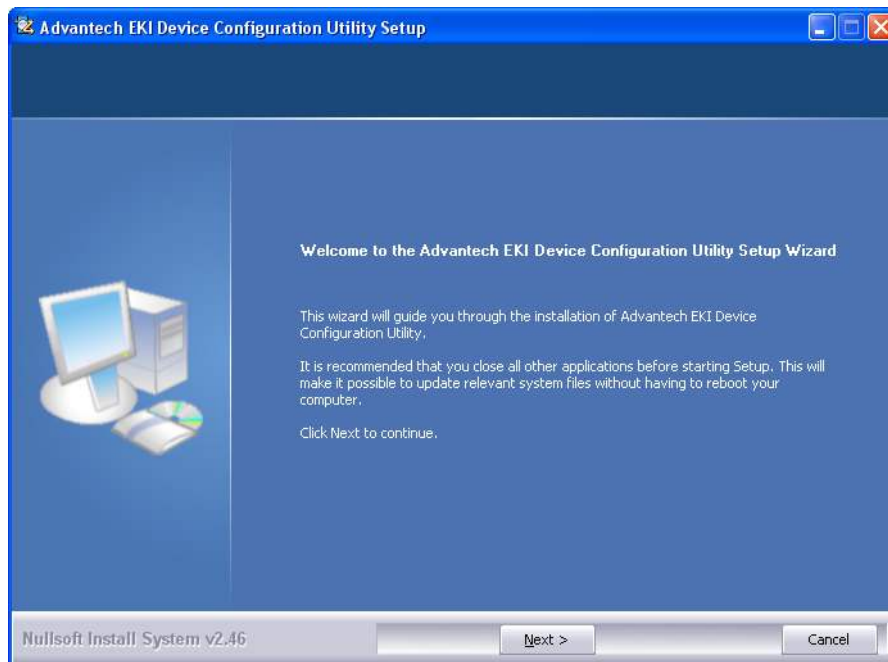 Advantech EKI Device Configuration Utility Setup
Welcome to the Advantech EKI Device Configuration Utility Setup Wizard
This wizard will guide you through the installation of Advantech EKI Device
Configuration Utility.
It is recommended that you close all other applications before starting Setup. This will
make it possible to update relevant system files without having to reboot your
computer.
Click Next to continue.
Nullsoft Install System v2.46
Next >
Cancel